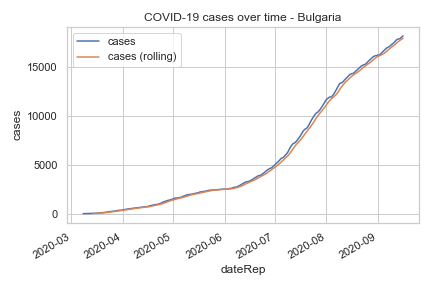 COVID-19 cases over time - Bulgaria
cases
cases (rolling)
15000
10000
5000
0
cases
2020-03
2020-04
2020-05
2020-06
2020-07
2020-08
2020-09
dateRep